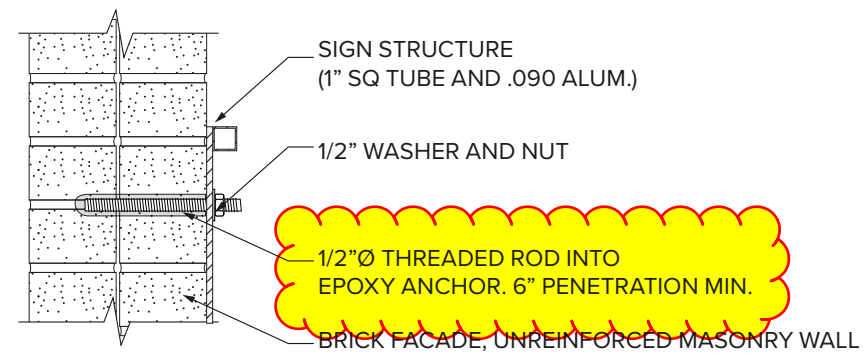 SIGN STRUCTURE
(1” SQ TUBE AND .090 ALUM.)
1/2” WASHER AND NUT
1/2”Ø THREADED ROD INTO
EPOXY ANCHOR. 6” PENETRATION MIN.
BRICK FACADE, UNREINFORCED MASONRY WALL